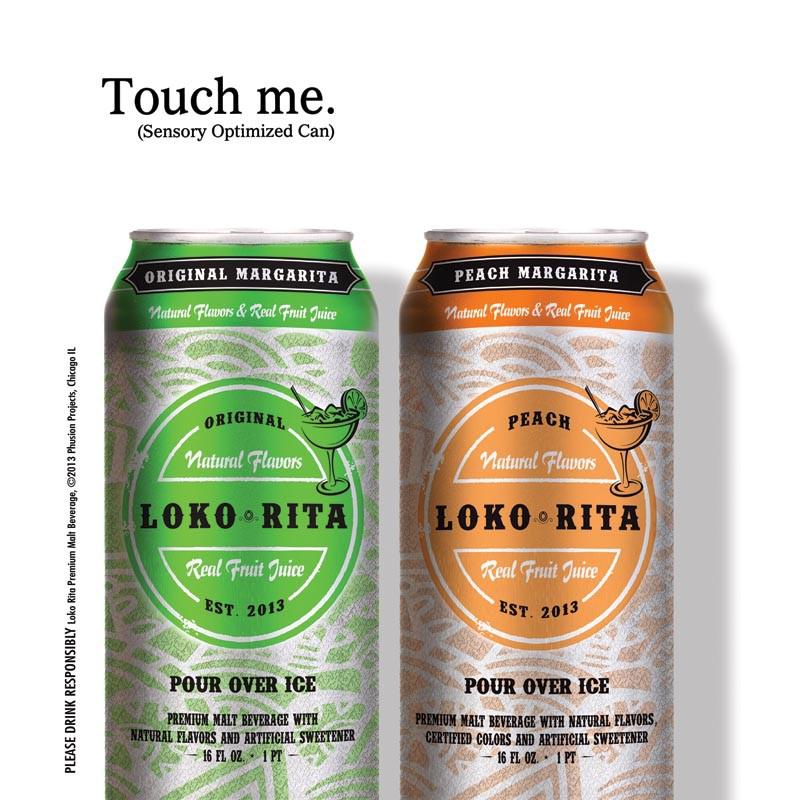 Touch me.
(Sensory Optimized Can)
ORIGINAL MARGARITA
Natural Flavors & Real Fruit Juice
ORIGINAL
Natural Flavors
LOKO RITA
Real Fruit Juice
EST. 2013
POUR OVER ICE
PREMIUM MALT BEVERAGE WITH
NATURAL FLAVORS AND ARTIFICIAL SWEETENER
16 FL OZ. • 1 PT
PEACH MARGARITA
Natural Flavors & Real Fruit Juice
PEACH
Natural Flavors
LOKO RITA
Real Fruit Juice
EST. 2013
POUR OVER ICE
PREMIUM MALT BEVERAGE WITH NATURAL FLAVORS,
CERTIFIED COLORS AND ARTIFICIAL SWEETENER
16 FL OZ. • 1 PT
PLEASE DRINK RESPONSIBLY Loko Rita Premium Malt Beverage, ©2013 Phusion Projects, Chicago IL